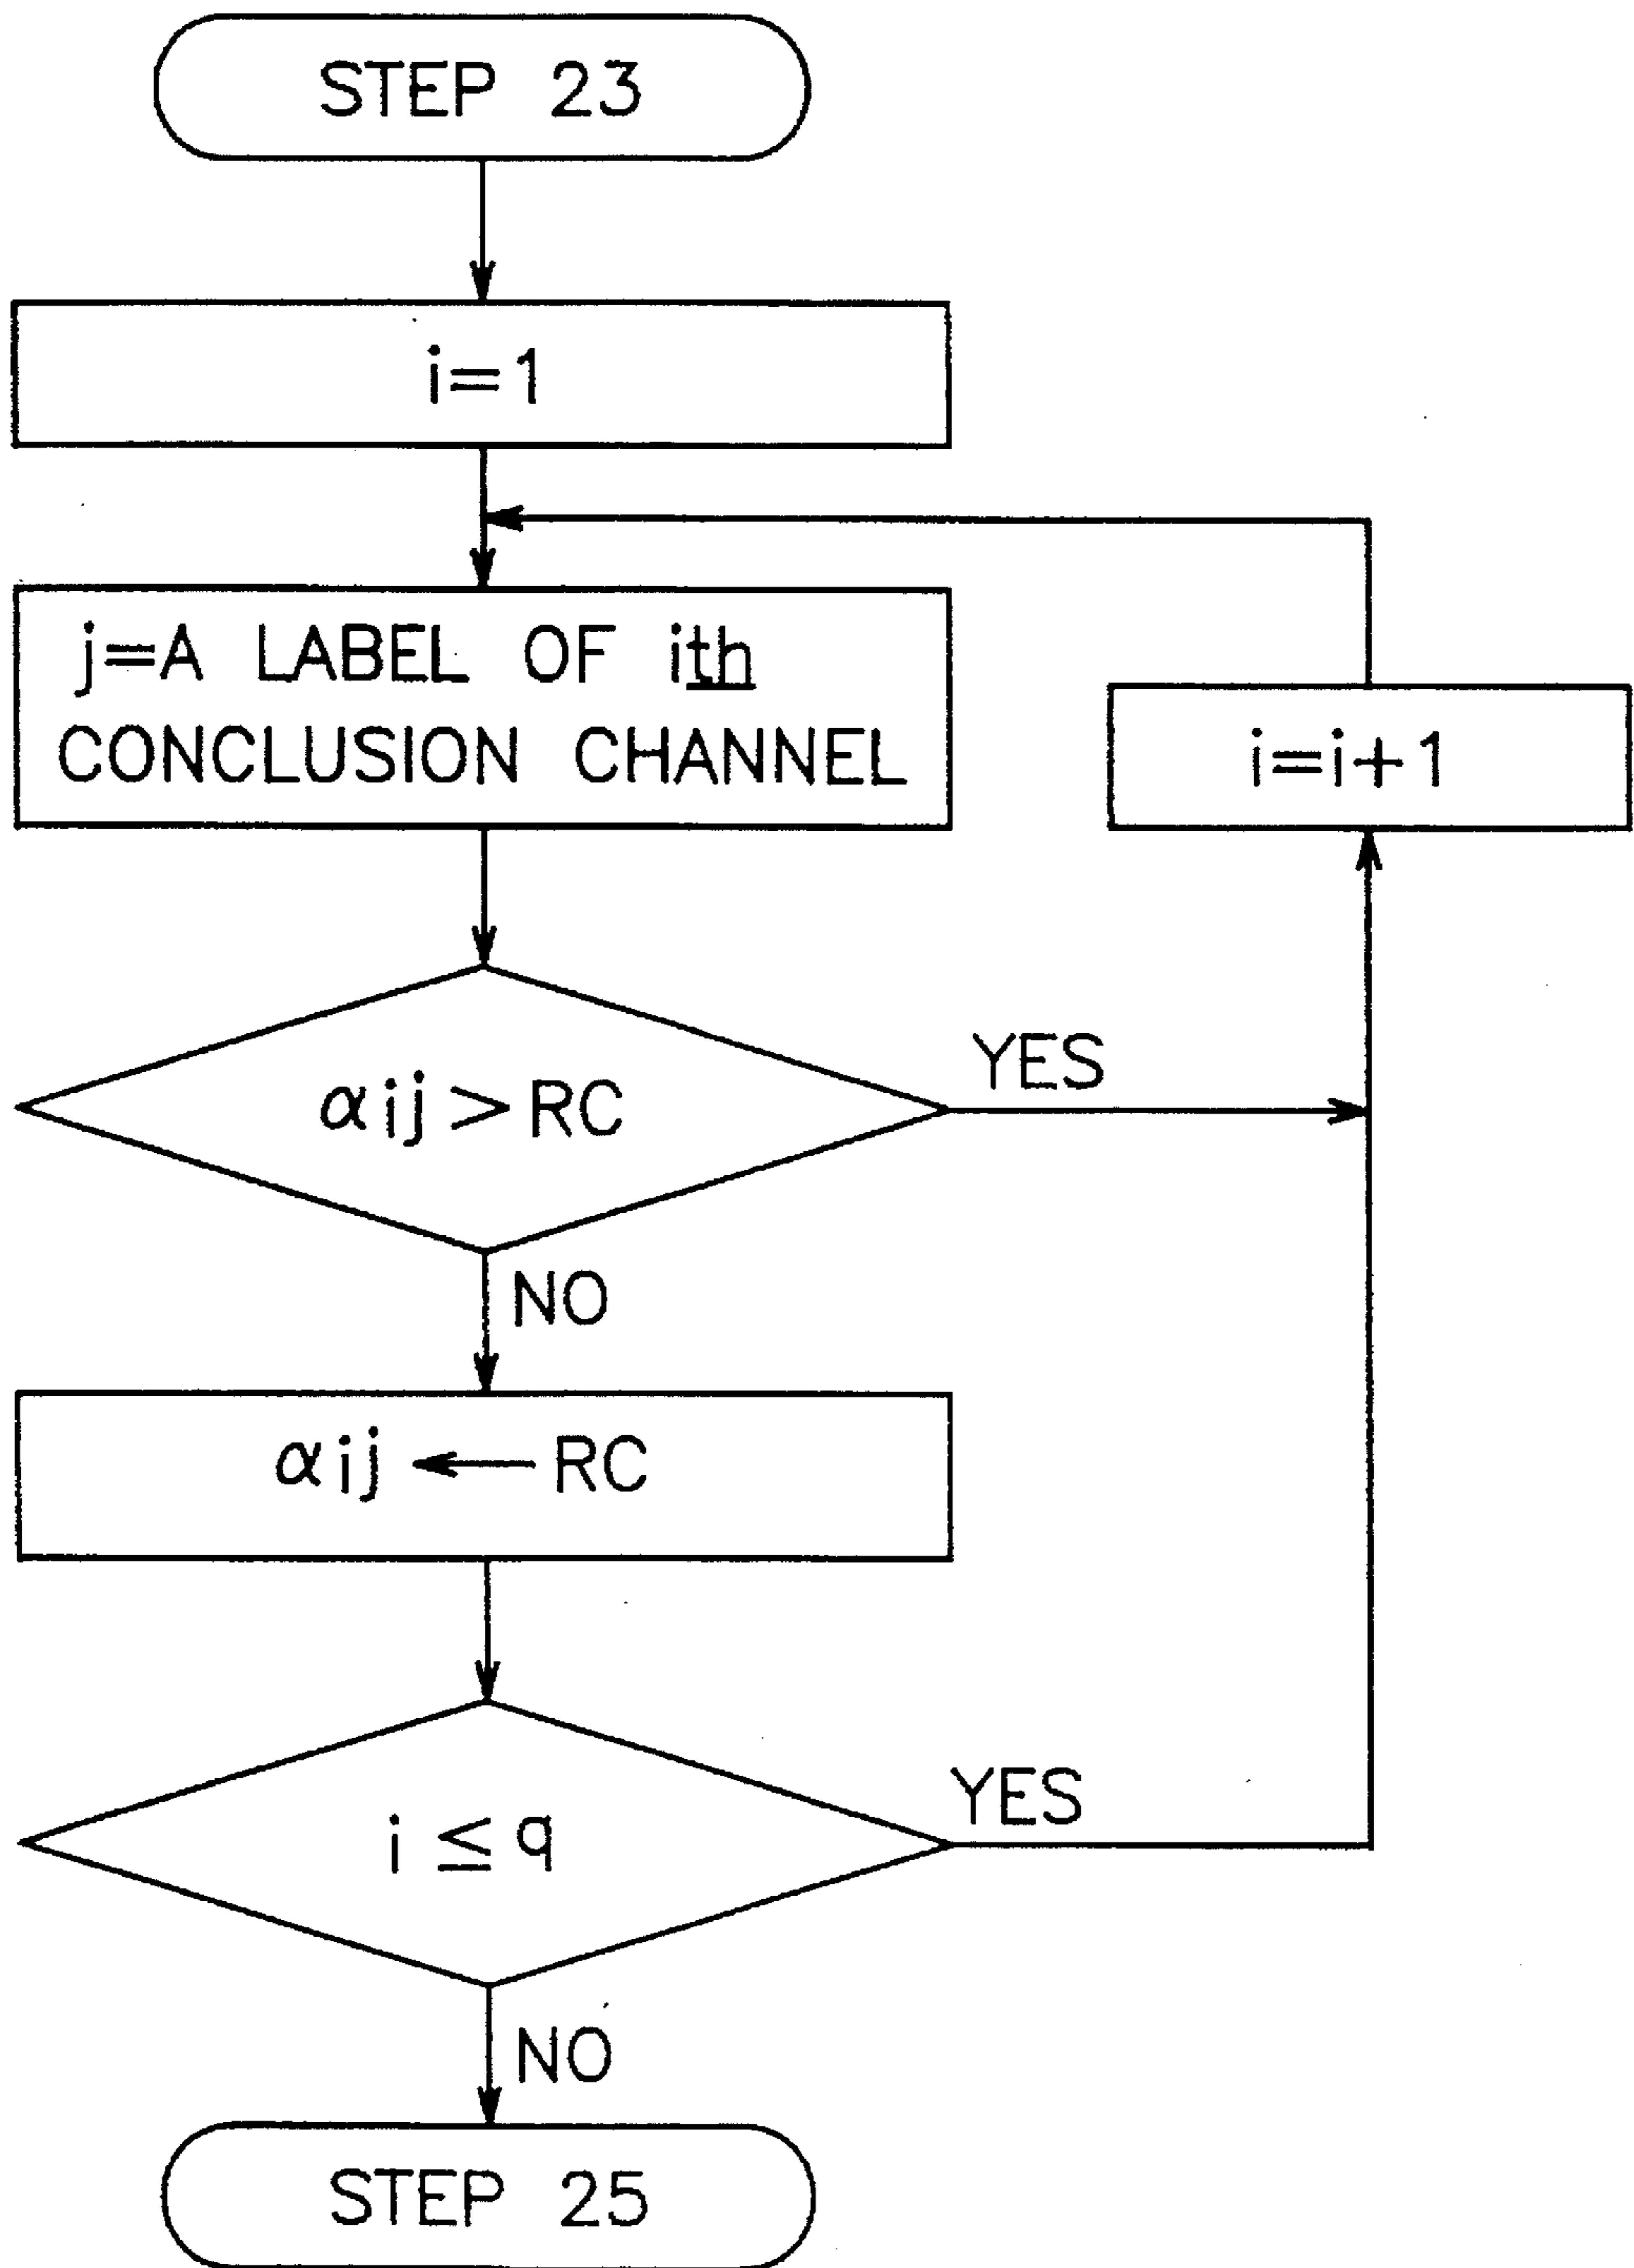 STEP 23
i=1
j=A LABEL OF ith
CONCLUSION CHANNEL
i=i+1
αij > RC
YES
NO
αij ← RC
i ≤ q
YES
NO
STEP 25